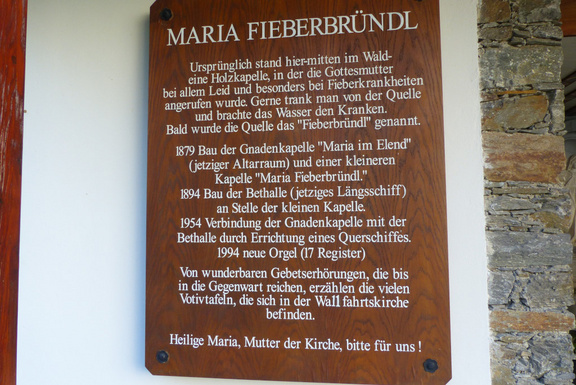 MARIA FIEBERBRÜNDL
Ursprünglich stand hier-mitten im Wald-
eine Holzkapelle, in der die Gottesmutter
bei allem Leid und besonders bei Fieberkrankheiten
angerufen wurde. Gerne trank man von der Quelle
und brachte das Wasser den Kranken.
Bald wurde die Quelle das "Fieberbründl" genannt.
1879 Bau der Gnadenkapelle "Maria im Elend"
(jetziger Altarraum) und einer kleineren
Kapelle "Maria Fieberbründl."
1894 Bau der Bethalle (jetziges Längsschiff)
an Stelle der kleinen Kapelle.
1954 Verbindung der Gnadenkapelle mit der
Bethalle durch Errichtung eines Querschiffes.
1994 neue Orgel (17 Register)
Von wunderbaren Gebetserhörungen, die bis
in die Gegenwart reichen, erzählen die vielen
Votivtafeln, die sich in der Wallfahrtskirche
befinden.
Heilige Maria, Mutter der Kirche, bitte für uns!